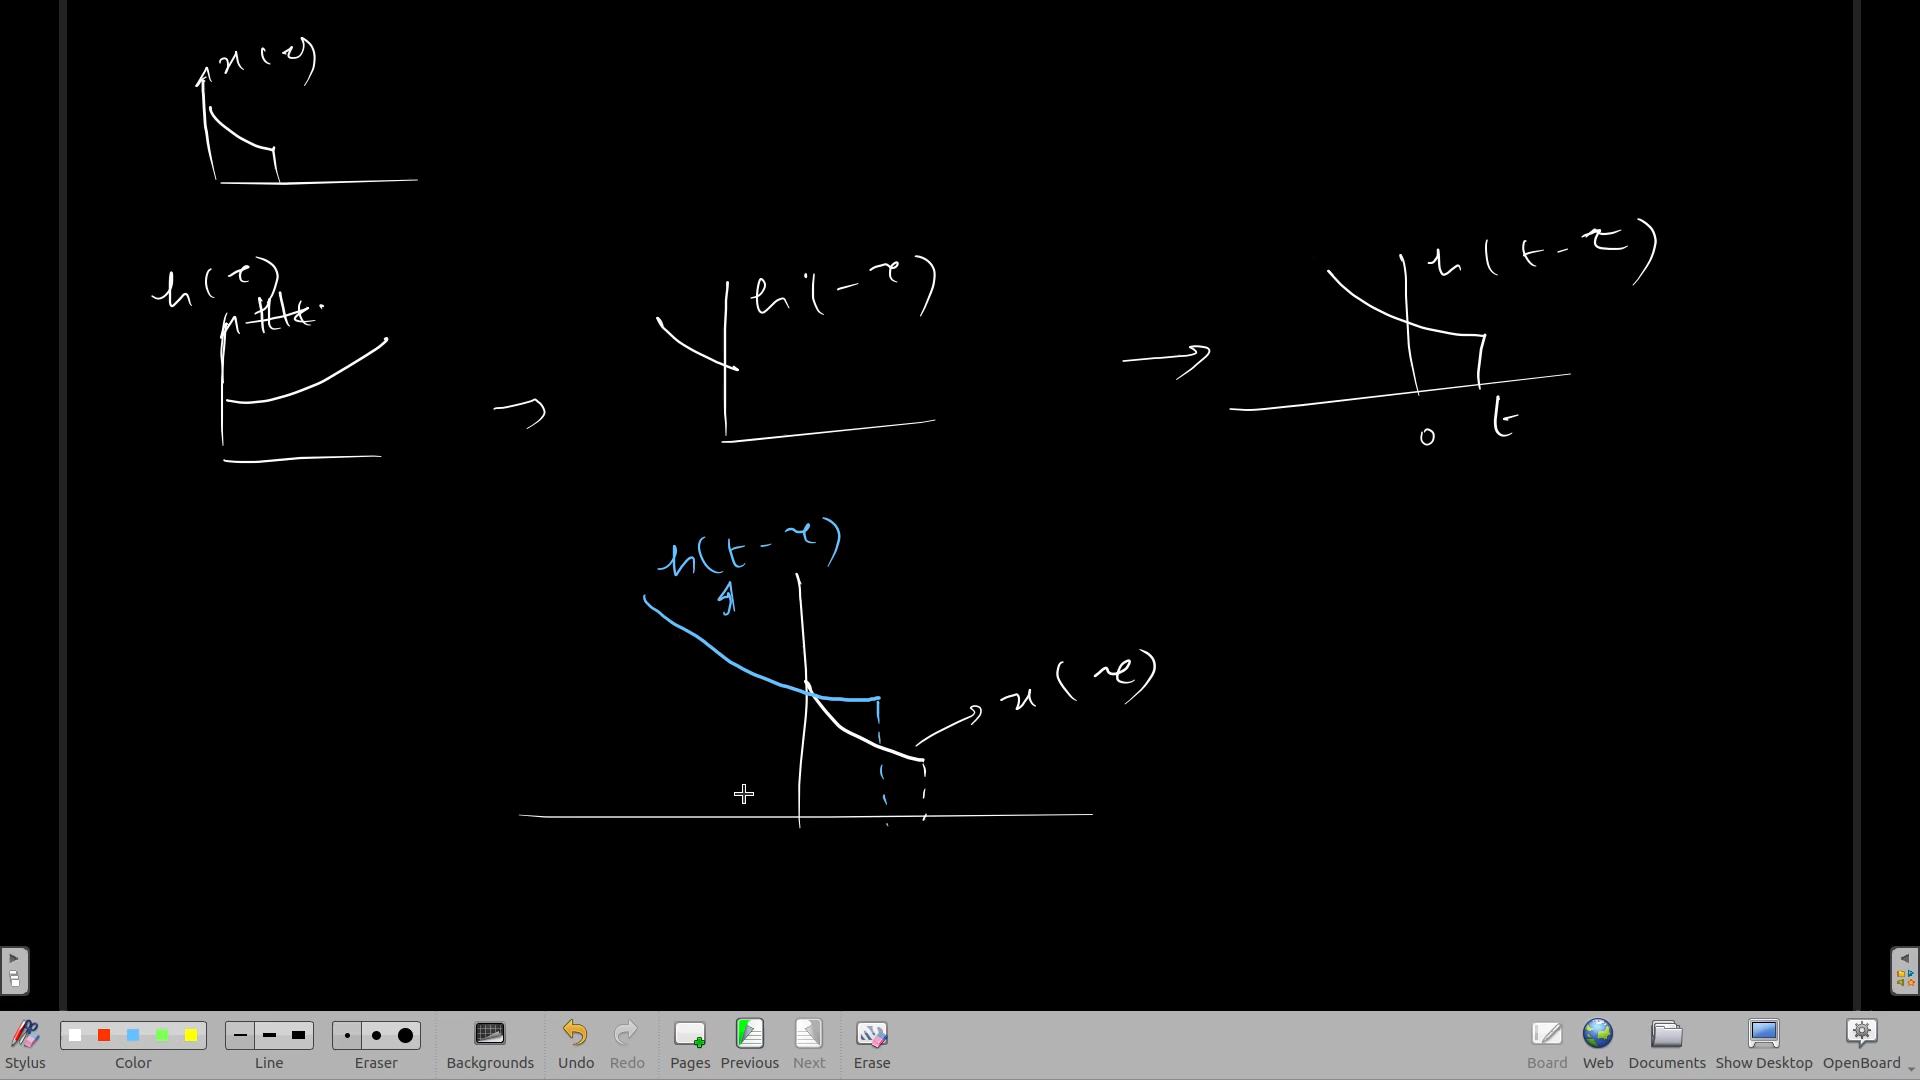 x(τ)
h(τ)
h(-τ)
h(t-τ)
0
t
h(t-τ)
x(τ)
Stylus
Color
Line
Eraser
Backgrounds
Undo
Redo
Pages
Previous
Next
Erase
Board
Web
Documents
Show Desktop
OpenBoard